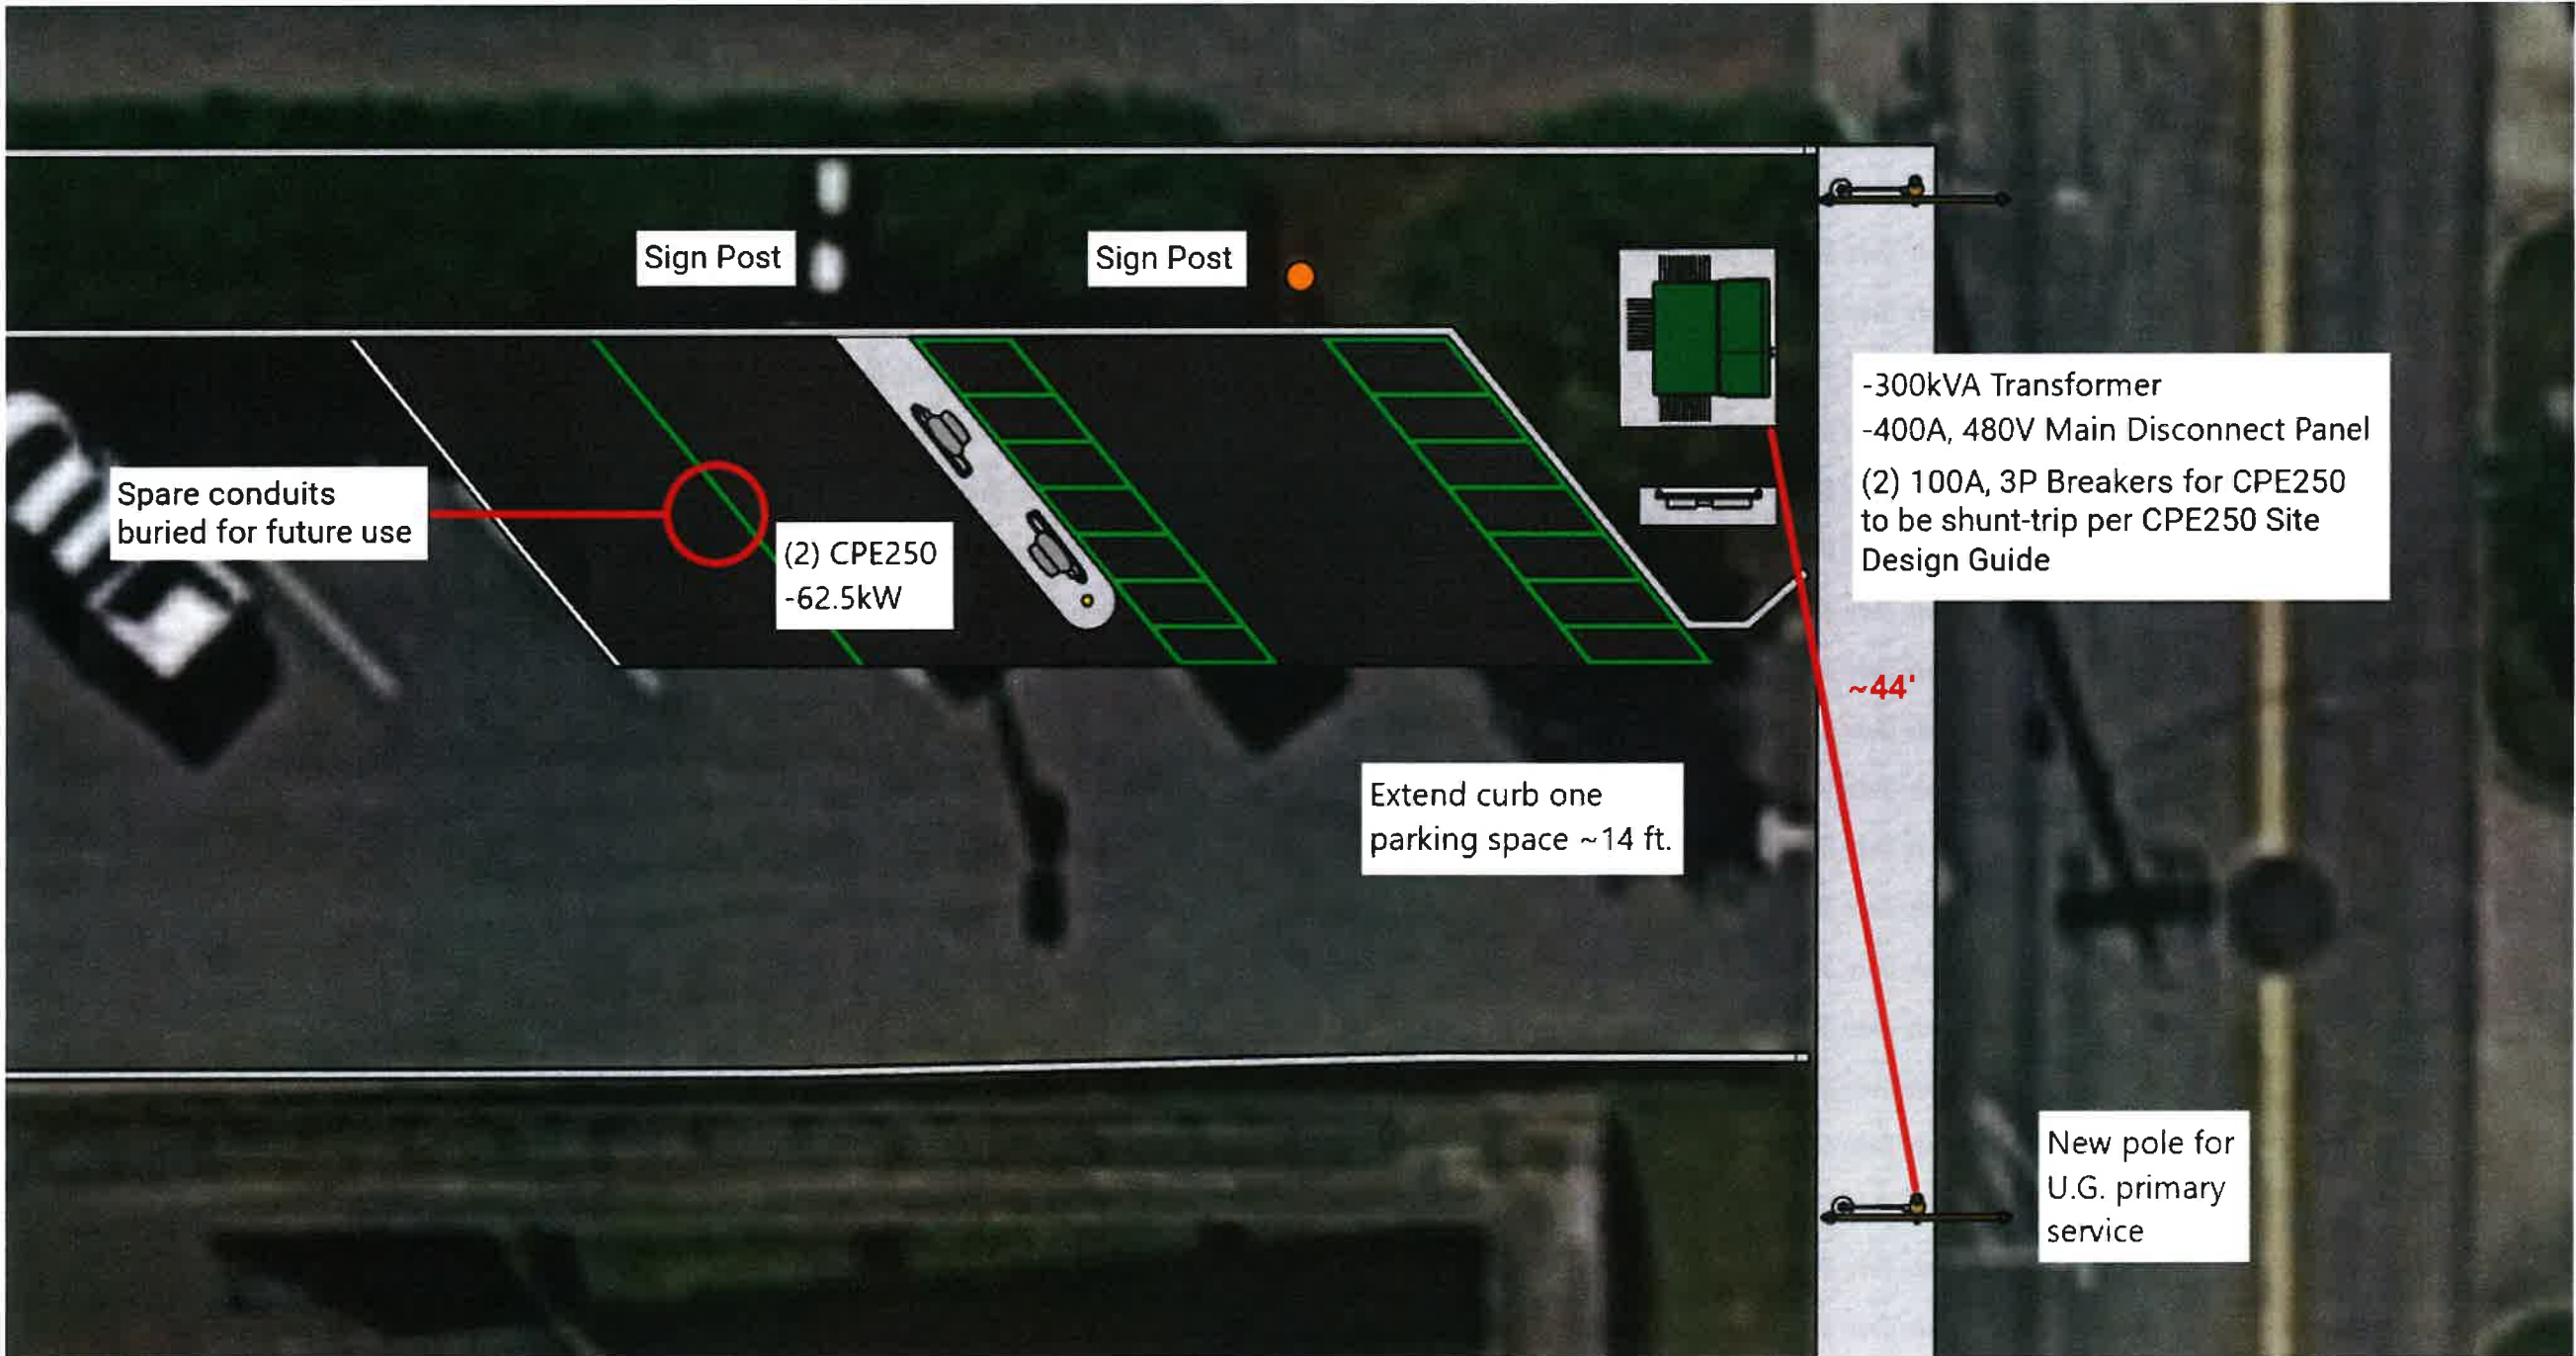 Sign Post
Sign Post
-300kVA Transformer
-400A, 480V Main Disconnect Panel
(2) 100A, 3P Breakers for CPE250
to be shunt-trip per CPE250 Site
Design Guide
Spare conduits
buried for future use
(2) CPE250
-62.5kW
~44'
Extend curb one
parking space ~14 ft.
New pole for
U.G. primary
service